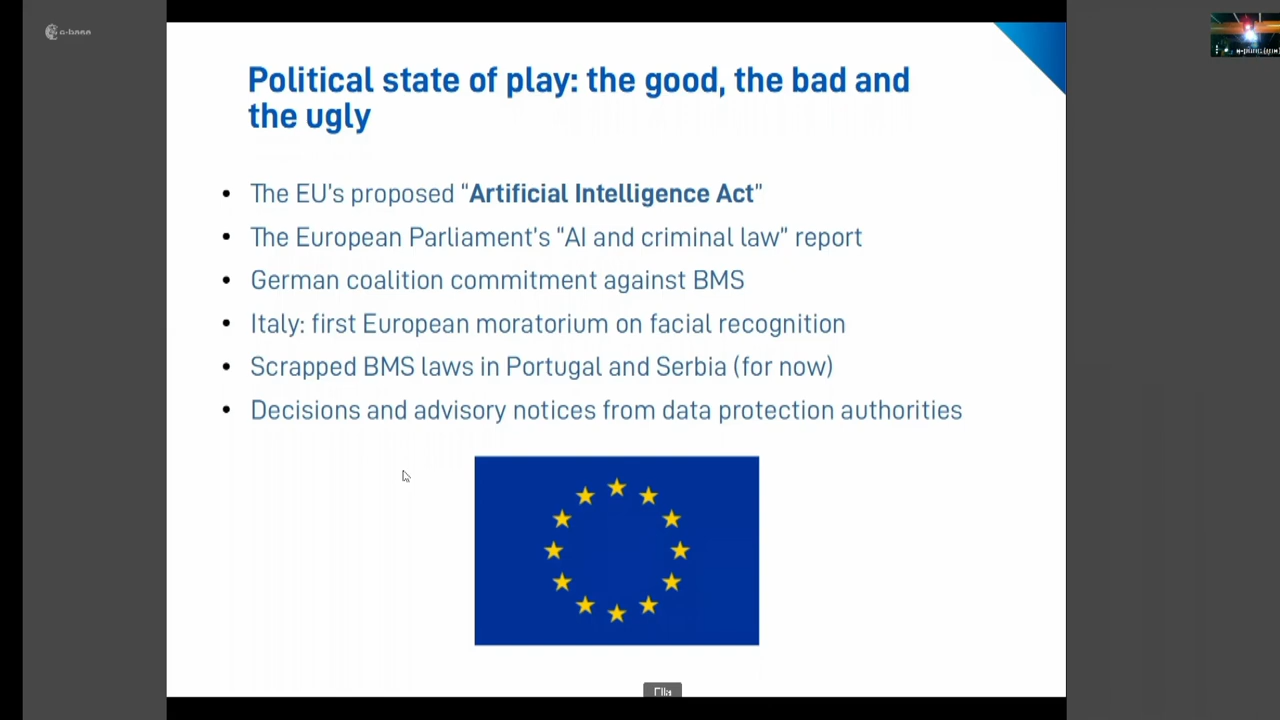 Political state of play: the good, the bad and
the ugly
• The EU's proposed “Artificial Intelligence Act”
• The European Parliament's “AI and criminal law” report
• German coalition commitment against BMS
• Italy: first European moratorium on facial recognition
• Scrapped BMS laws in Portugal and Serbia (for now)
• Decisions and advisory notices from data protection authorities